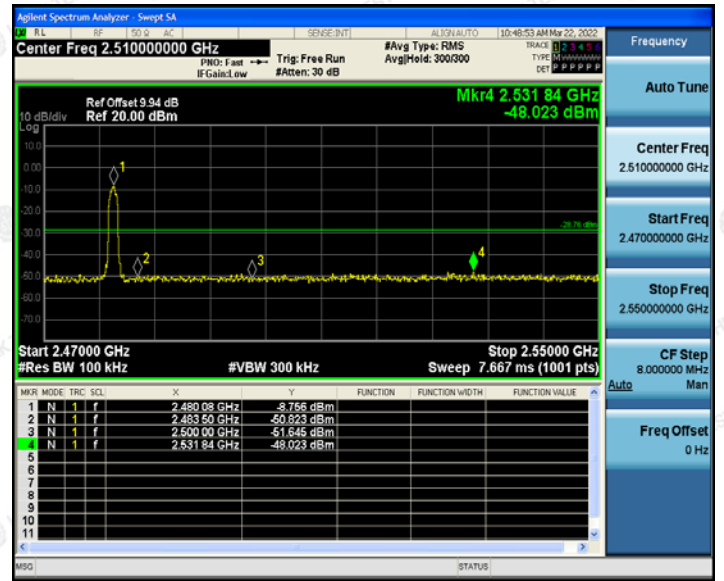 Agilent Spectrum Analyzer - Swept SA
RL RF 50 Ω AC SENSE:INT ALIGN AUTO 10:48:53 AM Mar 22, 2022
Center Freq 2.510000000 GHz #Avg Type: RMS TRACE 1 2 3 4 5 6
PNO: Fast Trig: Free Run Avg|Hold: 300/300 TYPE M WWWWW
IFGain:Low #Atten: 30 dB DET P P P P P P
Ref Offset 9.94 dB Mkr4 2.531 84 GHz
10 dB/div Ref 20.00 dBm -48.023 dBm
Log
10.0
0.00
-10.0
-20.0
-30.0
-40.0
-50.0
-60.0
-70.0
1
2
3
4
-28.76 dBm
Start 2.47000 GHz Stop 2.55000 GHz
#Res BW 100 kHz #VBW 300 kHz Sweep 7.667 ms (1001 pts)
MKR MODE TRC SCL X Y FUNCTION FUNCTION WIDTH FUNCTION VALUE
1 N 1 f 2.480 08 GHz -8.756 dBm
2 N 1 f 2.483 50 GHz -50.823 dBm
3 N 1 f 2.500 00 GHz -51.645 dBm
4 N 1 f 2.531 84 GHz -48.023 dBm
5
6
7
8
9
10
11
MSG STATUS
Frequency
Auto Tune
Center Freq
2.510000000 GHz
Start Freq
2.470000000 GHz
Stop Freq
2.550000000 GHz
CF Step
8.000000 MHz
Auto Man
Freq Offset
0 Hz